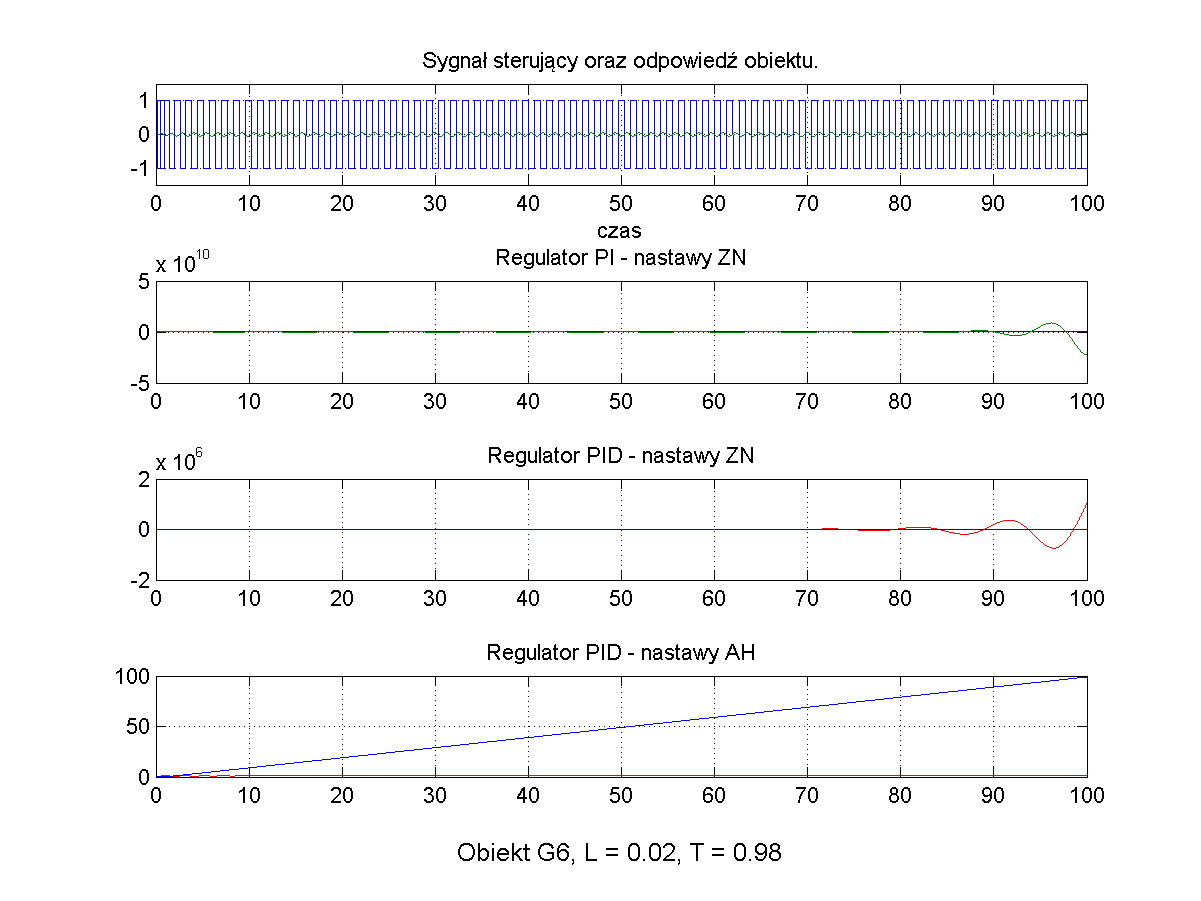 Sygnał sterujący oraz odpowiedź obiektu.
1
0
-1
0 10 20 30 40 50 60 70 80 90 100
czas
Regulator PI - nastawy ZN
x 10^10
5
0
-5
0 10 20 30 40 50 60 70 80 90 100
Regulator PID - nastawy ZN
x 10^6
2
0
-2
0 10 20 30 40 50 60 70 80 90 100
Regulator PID - nastawy AH
100
50
0
0 10 20 30 40 50 60 70 80 90 100
Obiekt G6, L = 0.02, T = 0.98